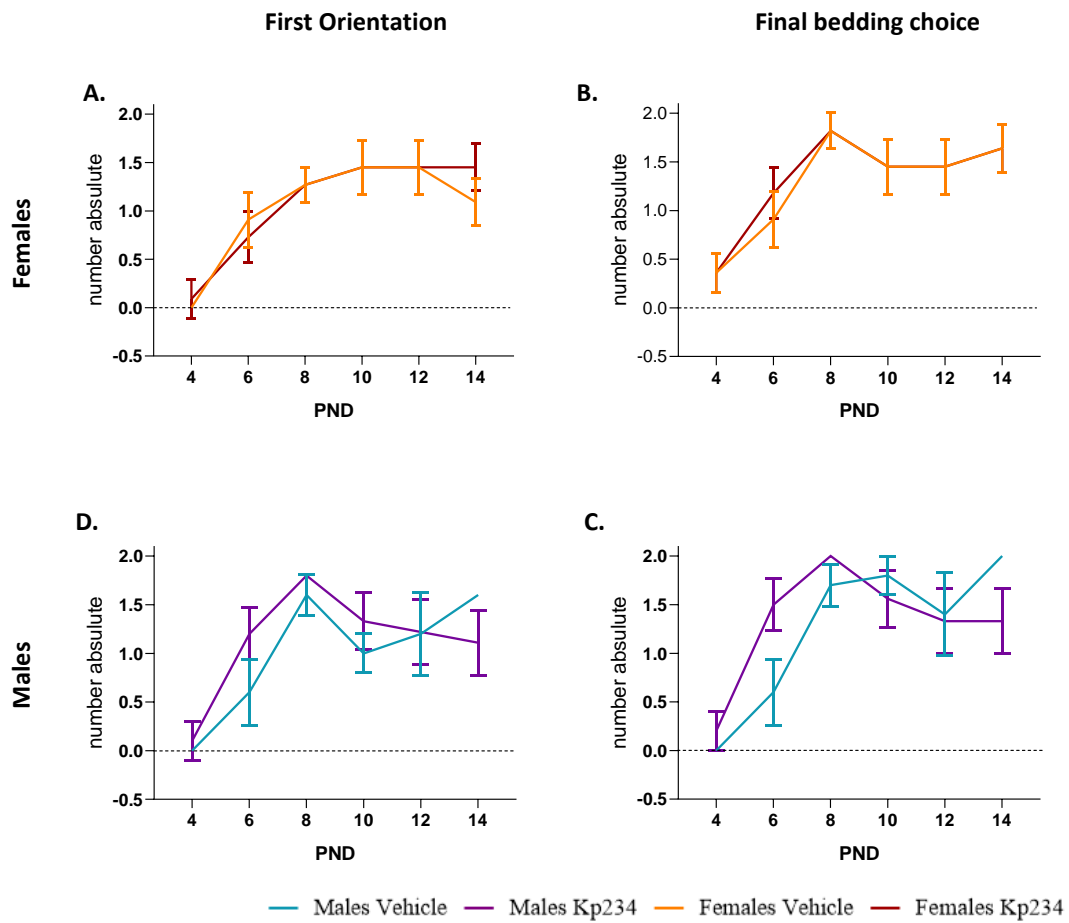 First Orientation
Final bedding choice
Females
A.
number absolute
2.0
1.5
1.0
0.5
0.0
-0.5
4 6 8 10 12 14
PND
B.
number absolute
2.0
1.5
1.0
0.5
0.0
-0.5
4 6 8 10 12 14
PND
Males
D.
number absulute
2.0
1.5
1.0
0.5
0.0
-0.5
4 6 8 10 12 14
PND
C.
number absulute
2.0
1.5
1.0
0.5
0.0
-0.5
4 6 8 10 12 14
PND
Males Vehicle Males Kp234 Females Vehicle Females Kp234